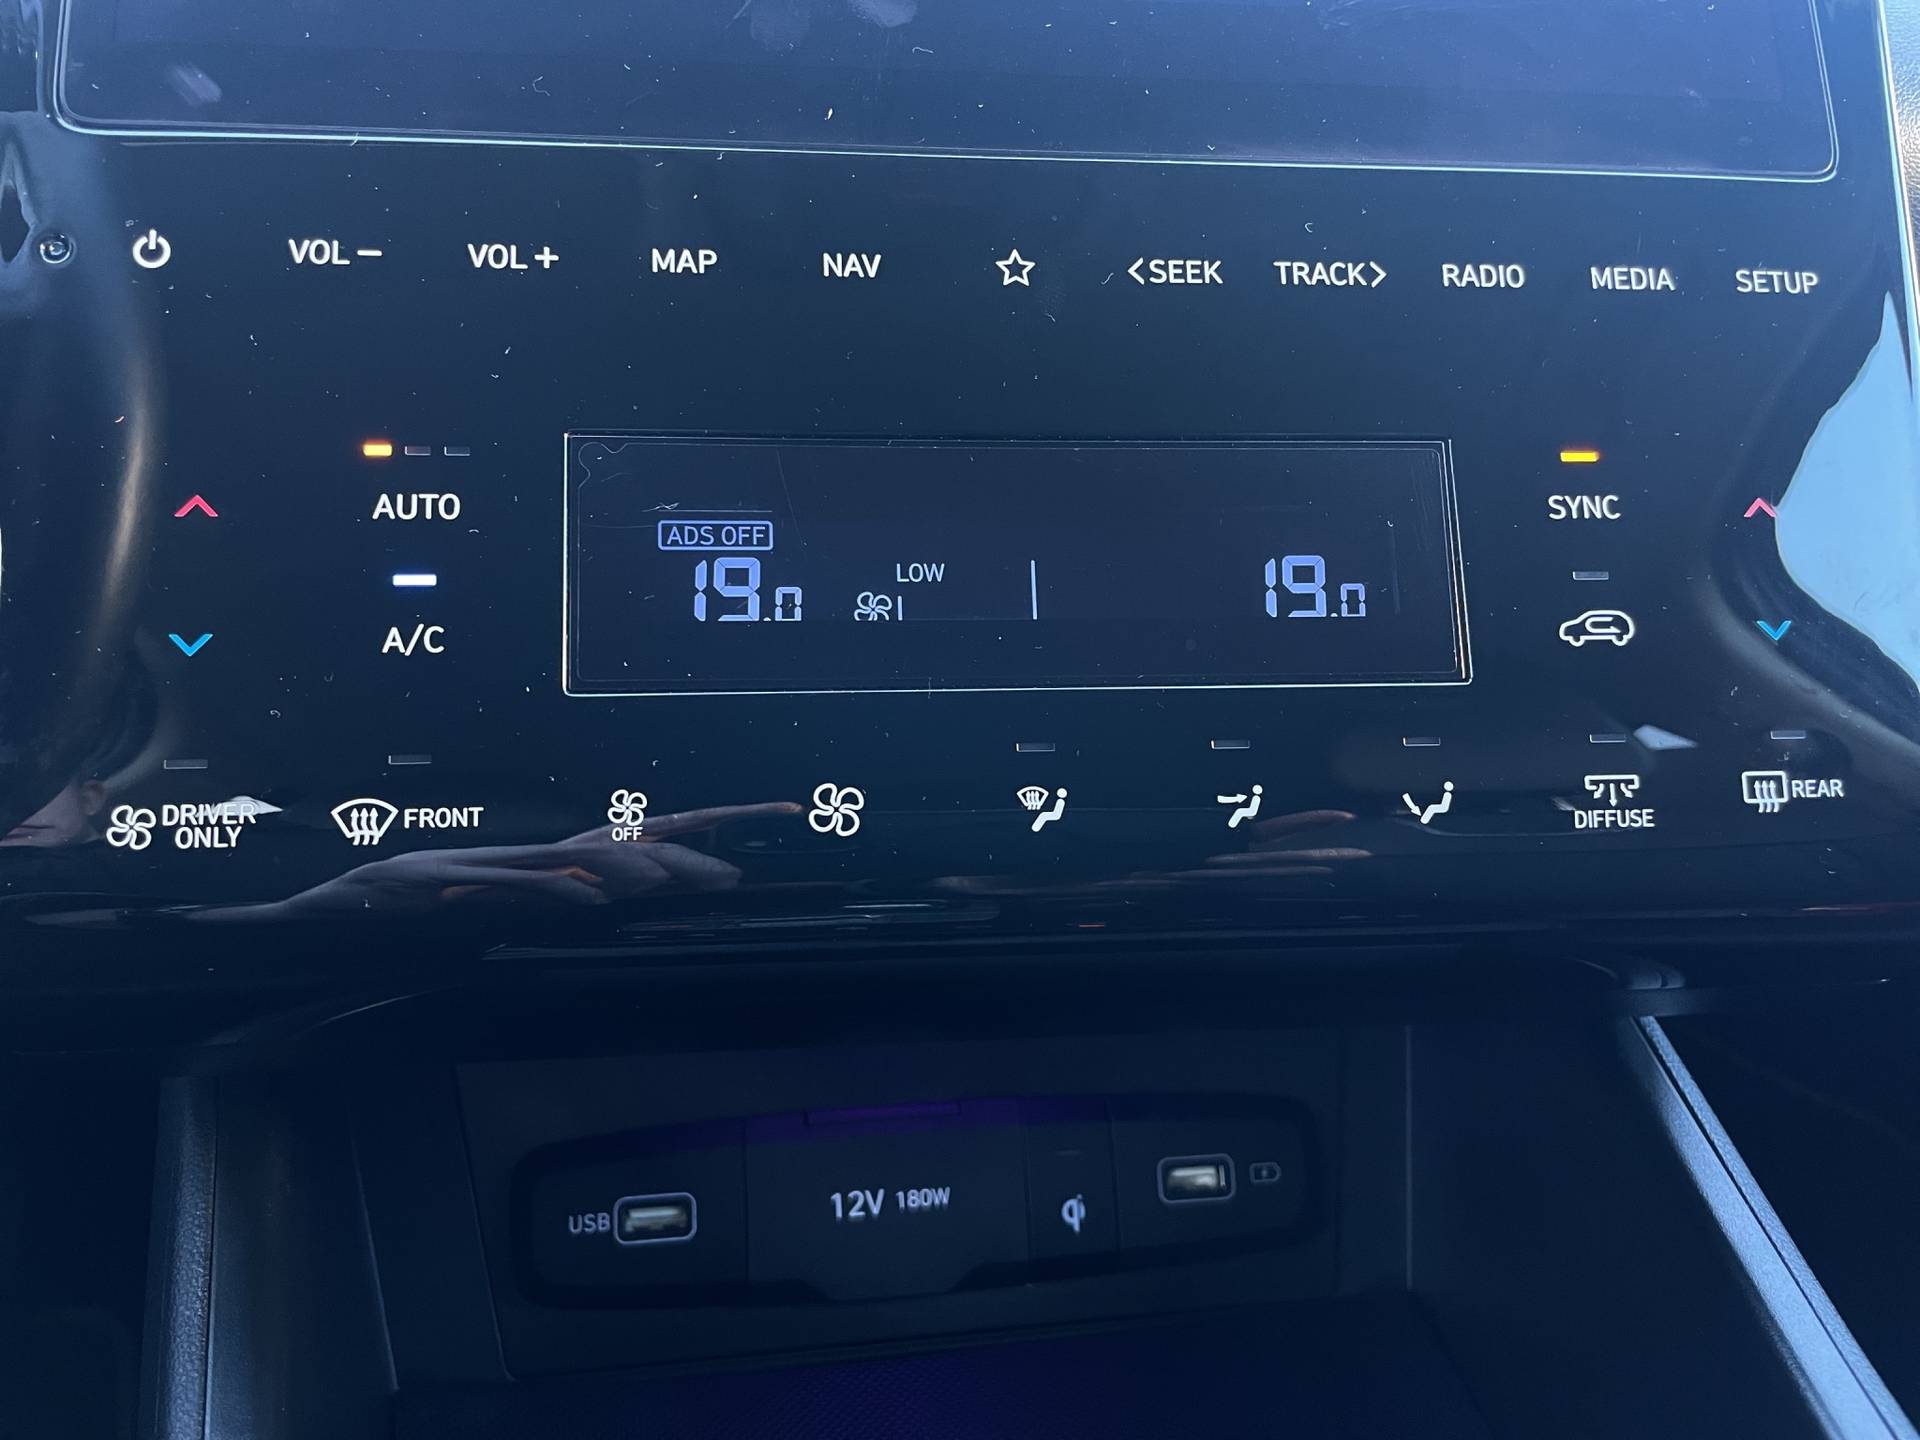 VOL −
VOL +
MAP
NAV
<SEEK
TRACK>
RADIO
MEDIA
SETUP
AUTO
A/C
ADS OFF
19.0
LOW
19.0
SYNC
DRIVER
ONLY
FRONT
OFF
DIFFUSE
REAR
USB
12V 180W
qi